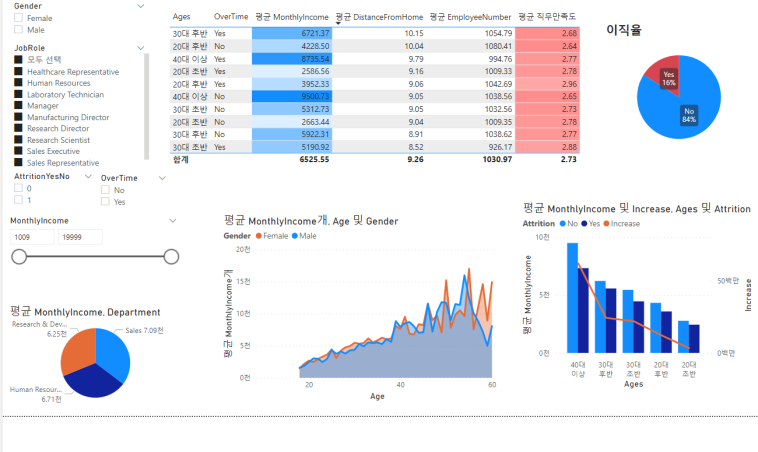 Gender
Female
Male
JobRole
모두 선택
Healthcare Representative
Human Resources
Laboratory Technician
Manager
Manufacturing Director
Research Director
Research Scientist
Sales Executive
Sales Representative
AttritionYesNo
0
1
OverTime
No
Yes
MonthlyIncome
1009 19999
평균 MonthlyIncome, Department
Research & Dev...
6.25천
Sales 7.09천
Human Resour...
6.71천
Ages OverTime 평균 MonthlyIncome 평균 DistanceFromHome 평균 EmployeeNumber 평균 직무만족도
30대 후반 Yes 6721.37 10.15 1054.79 2.68
20대 후반 No 4228.50 10.04 1080.41 2.64
40대 이상 Yes 8735.54 9.79 994.76 2.77
20대 초반 Yes 2586.56 9.16 1009.33 2.78
20대 후반 Yes 3952.33 9.06 1042.69 2.96
40대 이상 No 9500.73 9.05 1038.56 2.65
30대 초반 No 5312.73 9.05 1032.56 2.73
20대 초반 No 2663.44 9.04 1009.35 2.78
30대 후반 No 5922.31 8.91 1038.62 2.77
30대 초반 Yes 5190.92 8.52 926.17 2.88
합계 6525.55 9.26 1030.97 2.73
이직율
Yes
16%
No
84%
평균 MonthlyIncome개, Age 및 Gender
Gender Female Male
평균 MonthlyIncome개
20천
15천
10천
5천
0천
20 40 60
Age
평균 MonthlyIncome 및 Increase, Ages 및 Attrition
Attrition No Yes Increase
평균 MonthlyIncome
10천
5천
0천
50백만
0백만
Increase
40대 이상
30대 후반
30대 초반
20대 후반
20대 초반
Ages